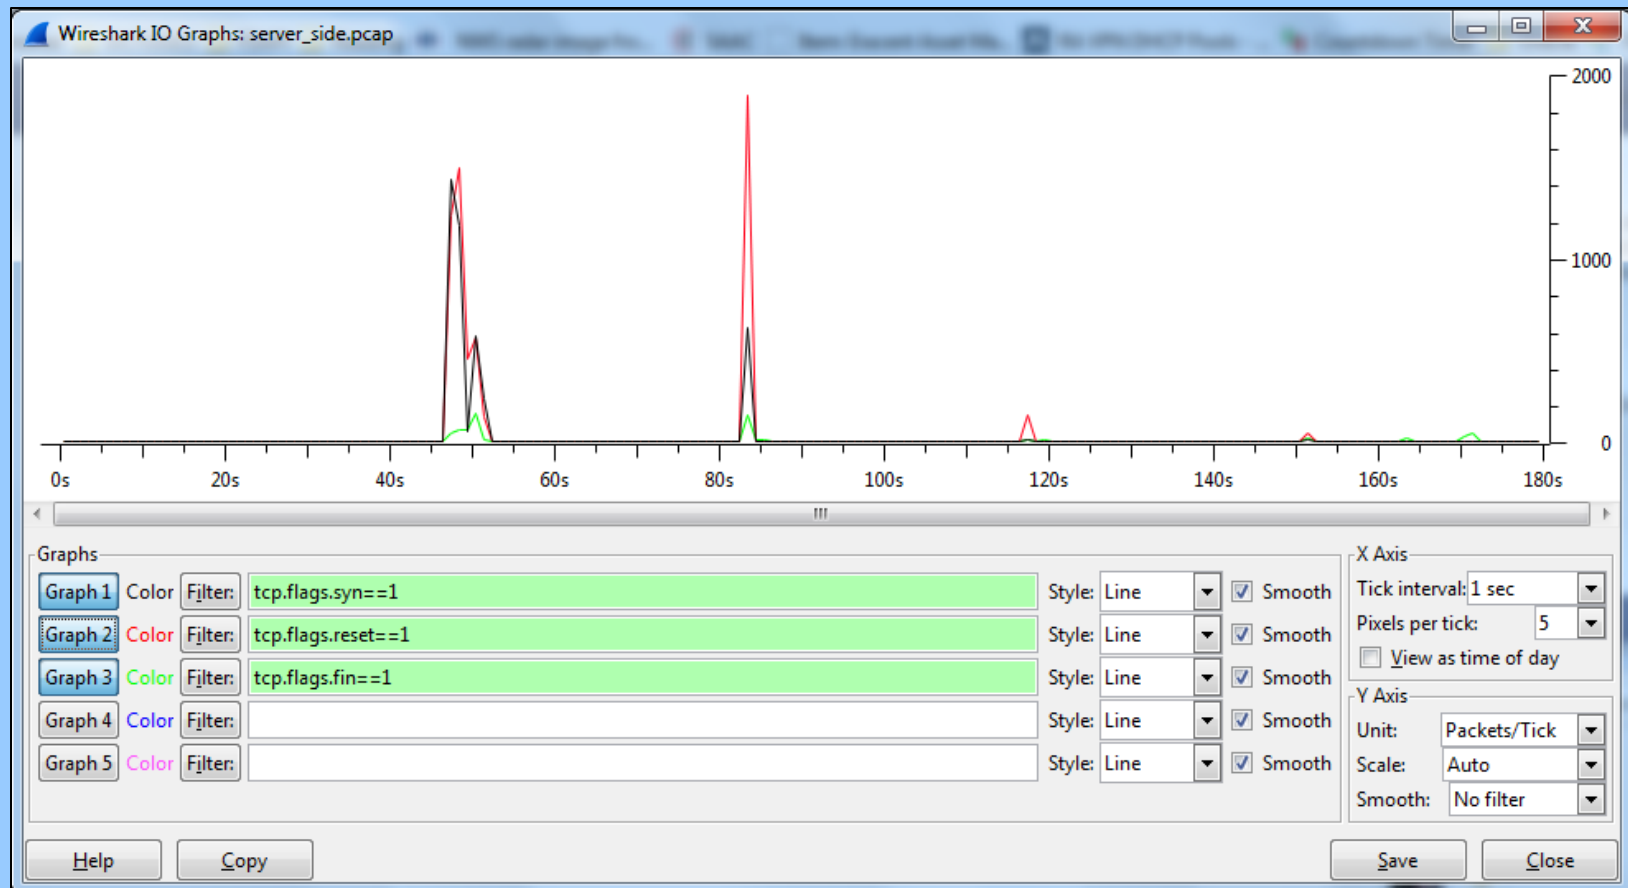 Wireshark IO Graphs: server_side.pcap
2000
1000
0
0s 20s 40s 60s 80s 100s 120s 140s 160s 180s
Graphs
Graph 1 Color Filter: tcp.flags.syn==1 Style: Line Smooth
Graph 2 Color Filter: tcp.flags.reset==1 Style: Line Smooth
Graph 3 Color Filter: tcp.flags.fin==1 Style: Line Smooth
Graph 4 Color Filter: Style: Line Smooth
Graph 5 Color Filter: Style: Line Smooth
X Axis
Tick interval: 1 sec
Pixels per tick: 5
View as time of day
Y Axis
Unit: Packets/Tick
Scale: Auto
Smooth: No filter
Help Copy Save Close